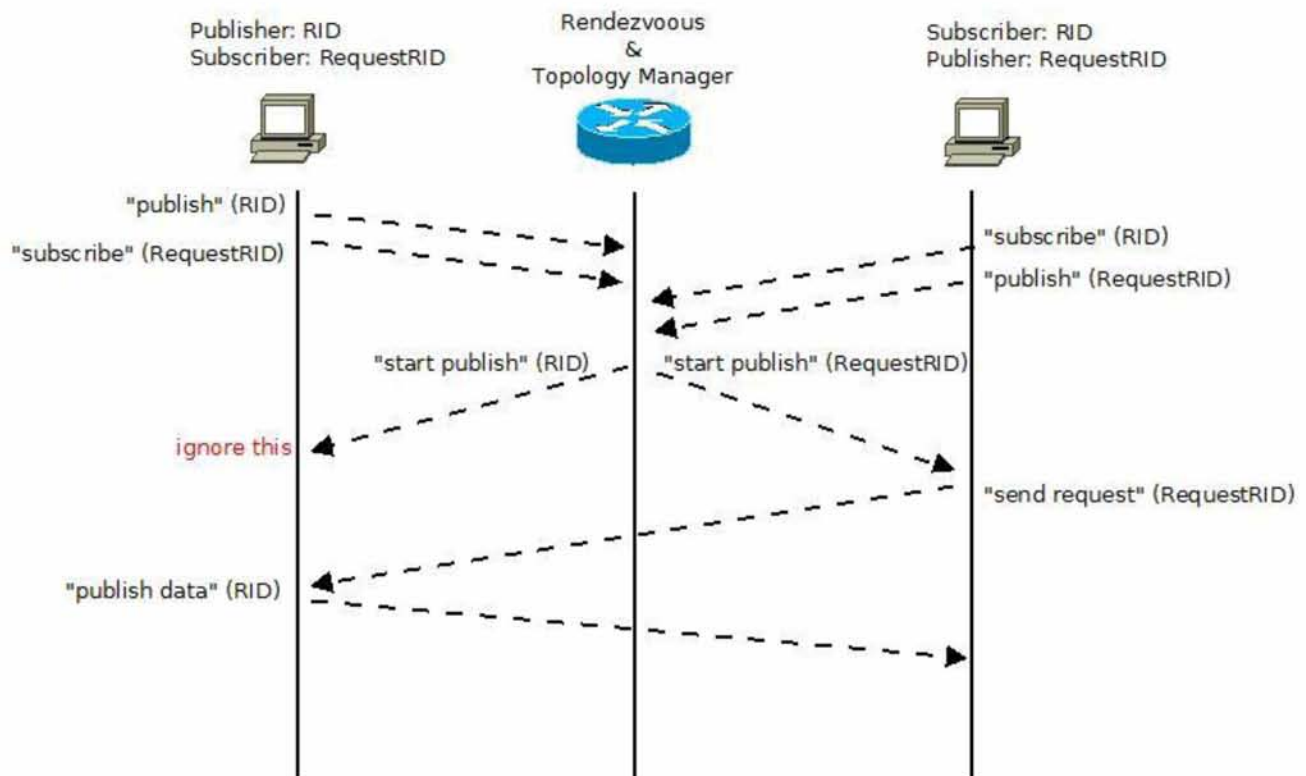 Publisher: RID
Subscriber: RequestRID
Rendezvoous
&
Topology Manager
Subscriber: RID
Publisher: RequestRID
"publish" (RID)
"subscribe" (RequestRID)
"subscribe" (RID)
"publish" (RequestRID)
"start publish" (RID)
"start publish" (RequestRID)
ignore this
"send request" (RequestRID)
"publish data" (RID)